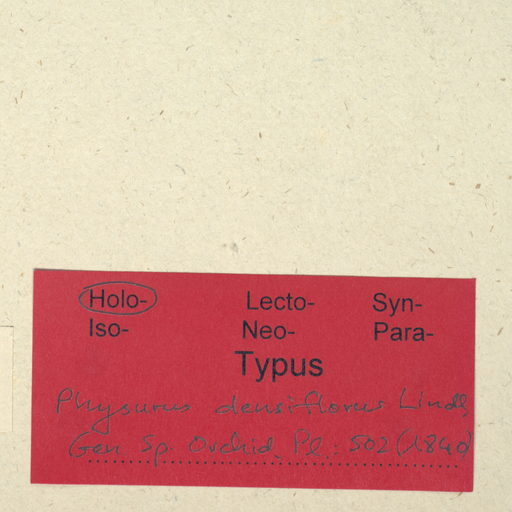 Holo- Lecto- Syn-
Iso- Neo- Para-
Typus
Physurus densiflorus Lindl,
Gen. Sp. Orchid. Pl.: 502 (1840)